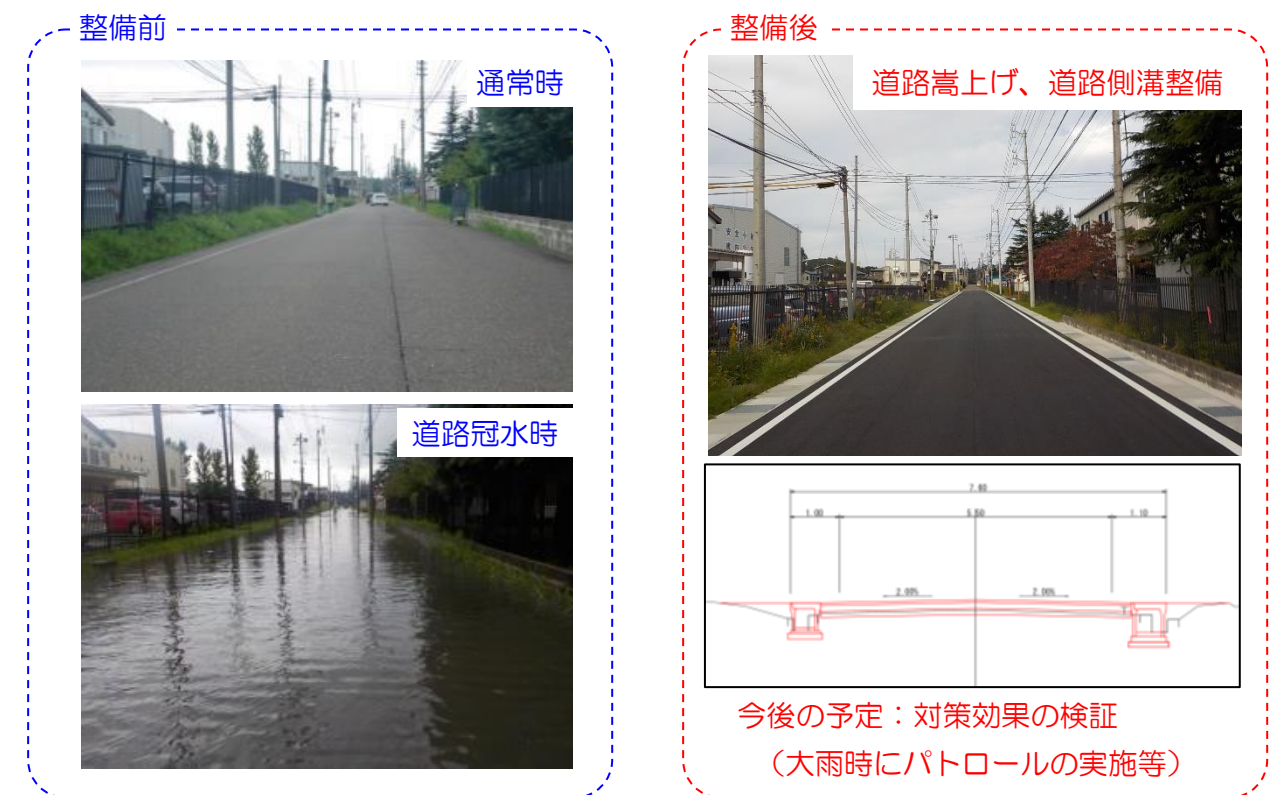 整備前
通常時
道路冠水時
整備後
道路嵩上げ、道路側溝整備
7.60
1.00 5.50 1.10
2.00% 2.00%
今後の予定：対策効果の検証
（大雨時にパトロールの実施等）